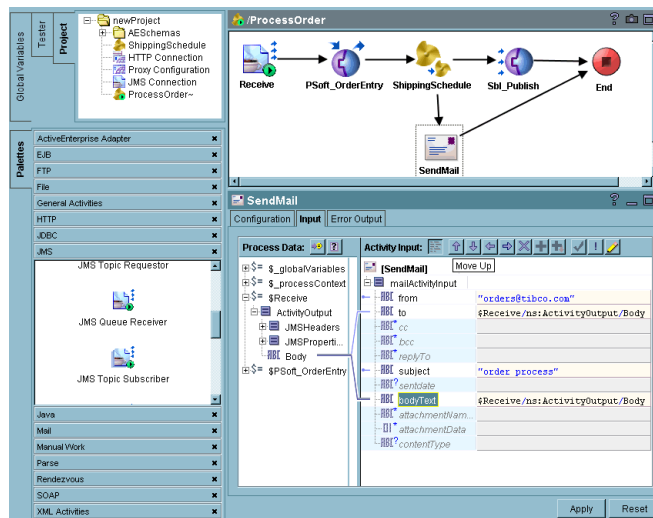 Global Variables
Tester
Project
newProject
AESchemas
ShippingSchedule
HTTP Connection
Proxy Configuration
JMS Connection
ProcessOrder~
Palettes
ActiveEnterprise Adapter
EJB
FTP
File
General Activities
HTTP
JDBC
JMS
JMS Topic Requestor
JMS Queue Receiver
JMS Topic Subscriber
Java
Mail
Manual Work
Parse
Rendezvous
SOAP
XML Activities
/ProcessOrder
Receive
PSoft_OrderEntry
ShippingSchedule
Sbl_Publish
End
SendMail
SendMail
Configuration Input Error Output
Process Data:
$_globalVariables
$_processContext
$Receive
ActivityOutput
JMSHeaders
JMSProperti...
Body
$PSoft_OrderEntry
Activity Input:
Move Up
[SendMail]
mailActivityInput
from "orders@tibco.com"
to $Receive/ns:ActivityOutput/Body
cc
bcc
replyTo
subject "order process"
sentdate
bodyText $Receive/ns:ActivityOutput/Body
attachmentNam...
attachmentData
contentType
Apply Reset